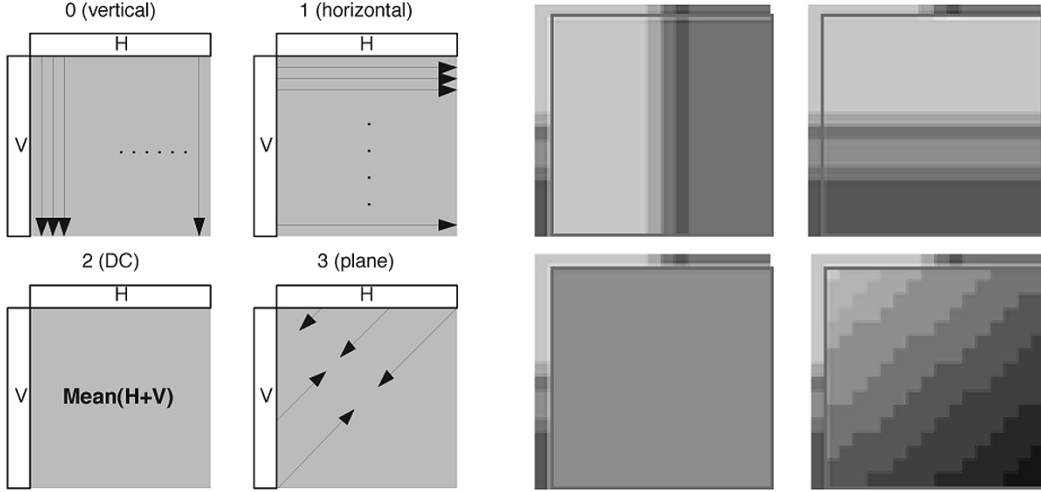 0 (vertical)
1 (horizontal)
H
H
V
V
2 (DC)
3 (plane)
H
H
V
Mean(H+V)
V